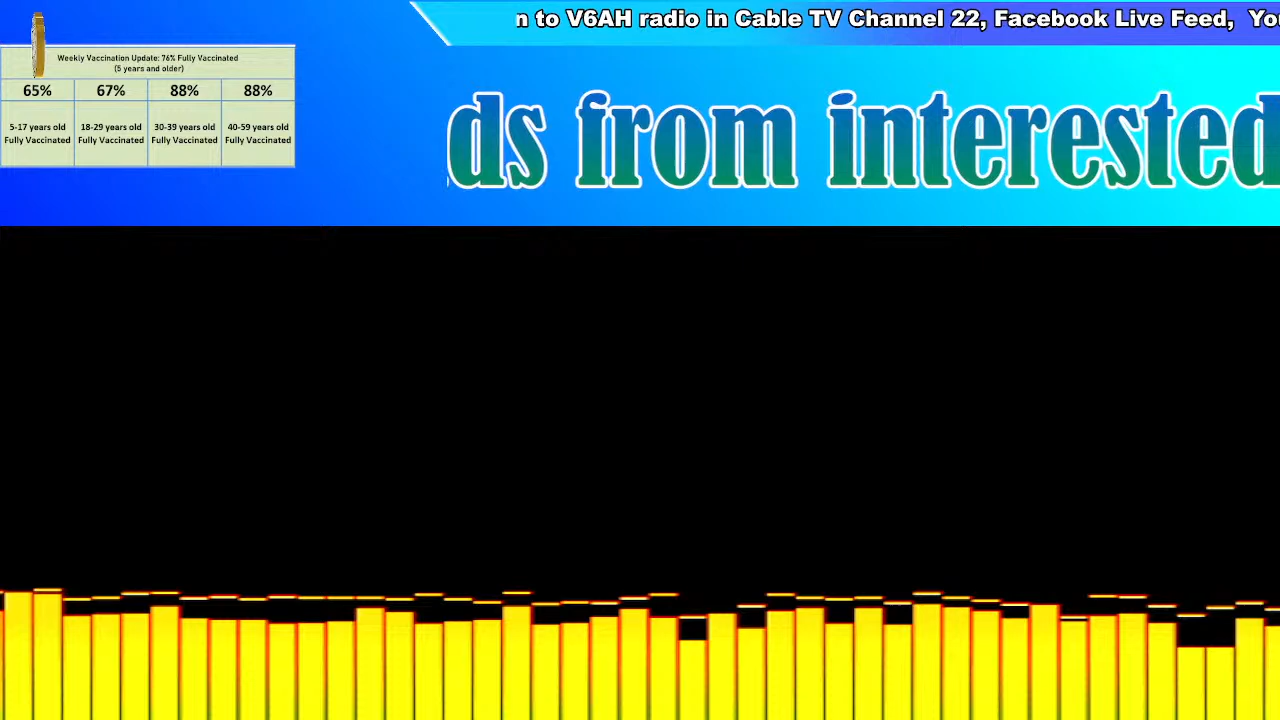 n to V6AH radio in Cable TV Channel 22, Facebook Live Feed, You
Weekly Vaccination Update: 76% Fully Vaccinated
(5 years and older)
65% 67% 88% 88%
5-17 years old 18-29 years old 30-39 years old 40-59 years old
Fully Vaccinated Fully Vaccinated Fully Vaccinated Fully Vaccinated
ds from interested